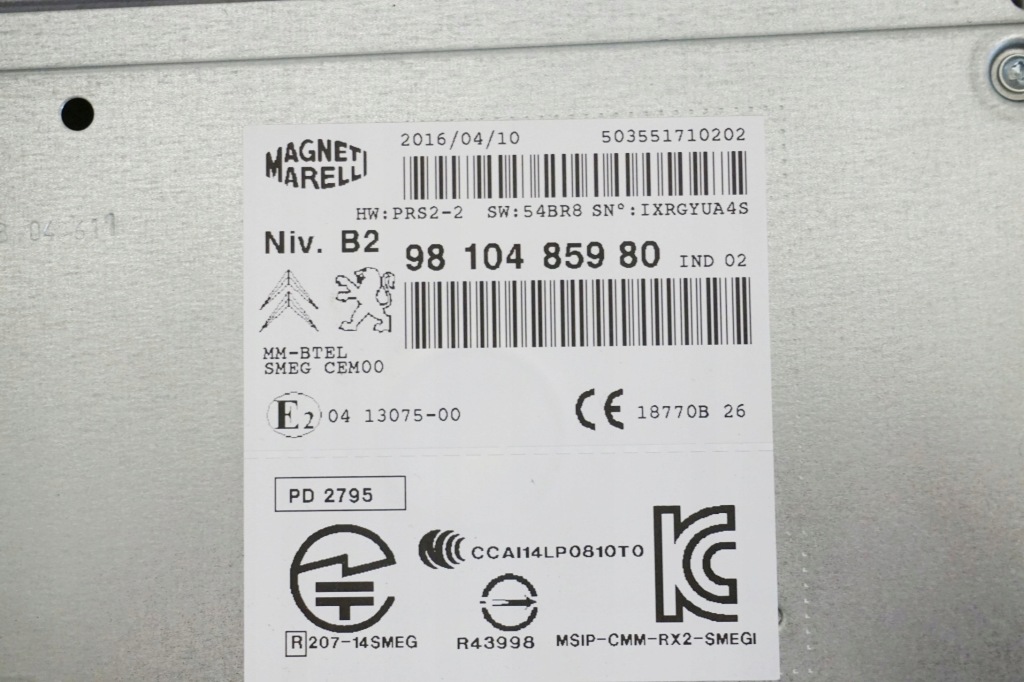 2016/04/10 503551710202
MAGNETI
MARELLI
HW:PRS2-2 SW:54BR8 SN°:IXRGYUA4S
Niv. B2 98 104 859 80 IND 02
MM-BTEL
SMEG CEM00
E2 04 13075-00 CE 18770B 26
PD 2795
CCAI14LP0810T0
R 207-14SMEG R43998 MSIP-CMM-RX2-SMEGI